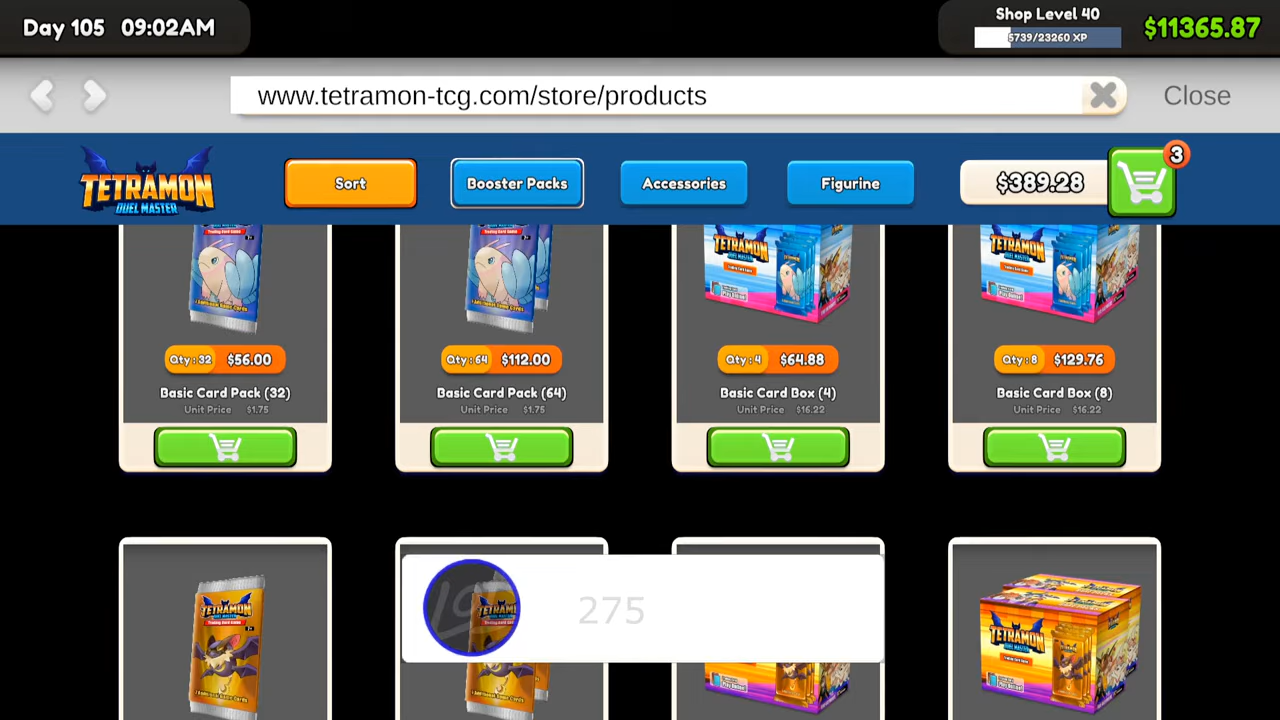 Day 105 09:02AM
Shop Level 40
5739/23260 XP
$11365.87
www.tetramon-tcg.com/store/products
Close
TETRAMON
DUEL MASTER
Sort
Booster Packs
Accessories
Figurine
$389.28
3
TETRAMON
TETRAMON
Qty : 32 $56.00
Qty : 64 $112.00
Qty : 4 $64.88
Qty : 8 $129.76
Basic Card Pack (32)
Basic Card Pack (64)
Basic Card Box (4)
Basic Card Box (8)
Unit Price $1.75
Unit Price $1.75
Unit Price $16.22
Unit Price $16.22
TETRAMON
TETRAMON
275